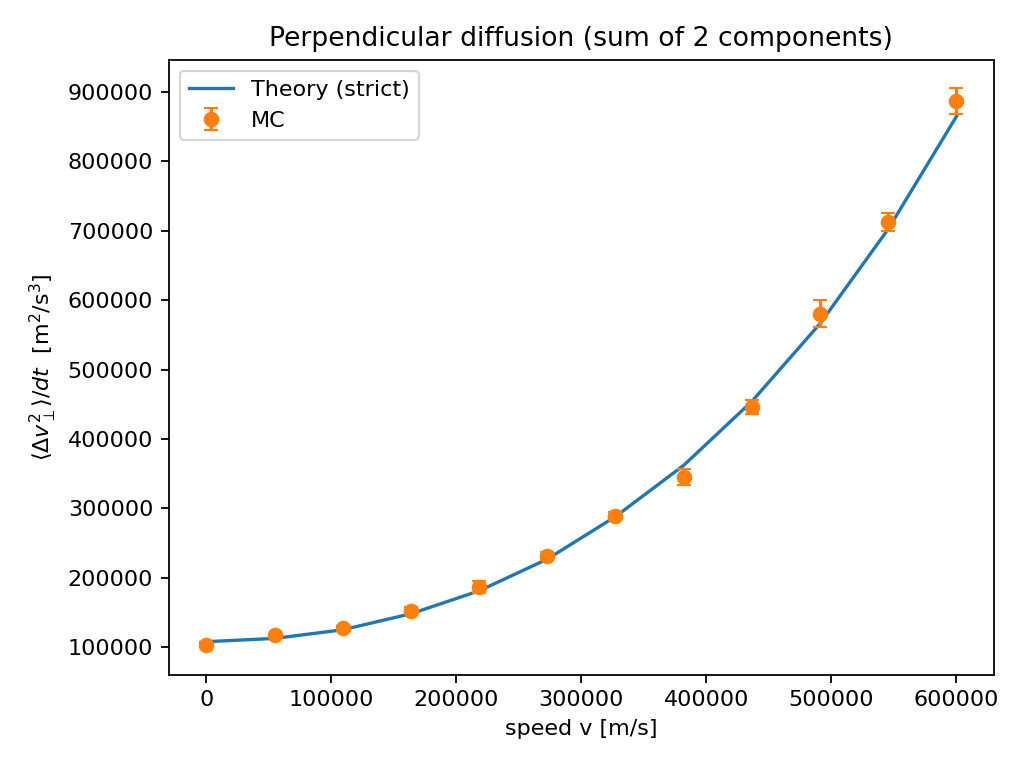 Perpendicular diffusion (sum of 2 components)
Theory (strict)
MC
900000
800000
700000
600000
500000
400000
300000
200000
100000
⟨Δv²⊥⟩/dt [m²/s³]
0 100000 200000 300000 400000 500000 600000
speed v [m/s]